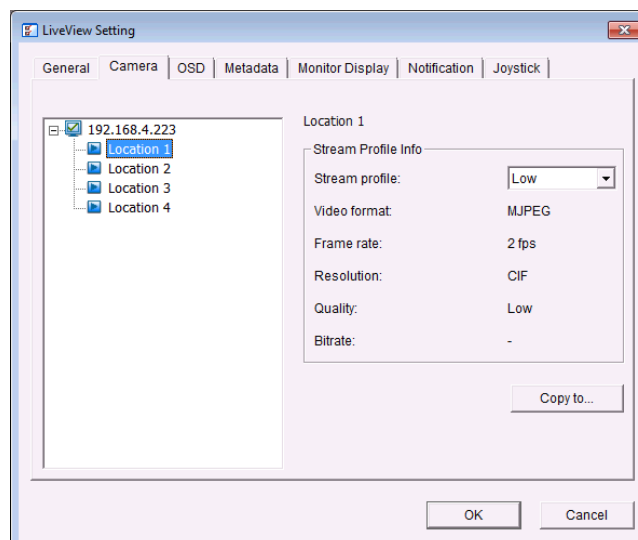 LiveView Setting
General Camera OSD Metadata Monitor Display Notification Joystick
192.168.4.223
Location 1
Location 2
Location 3
Location 4
Location 1
Stream Profile Info
Stream profile: Low
Video format: MJPEG
Frame rate: 2 fps
Resolution: CIF
Quality: Low
Bitrate: -
Copy to...
OK Cancel